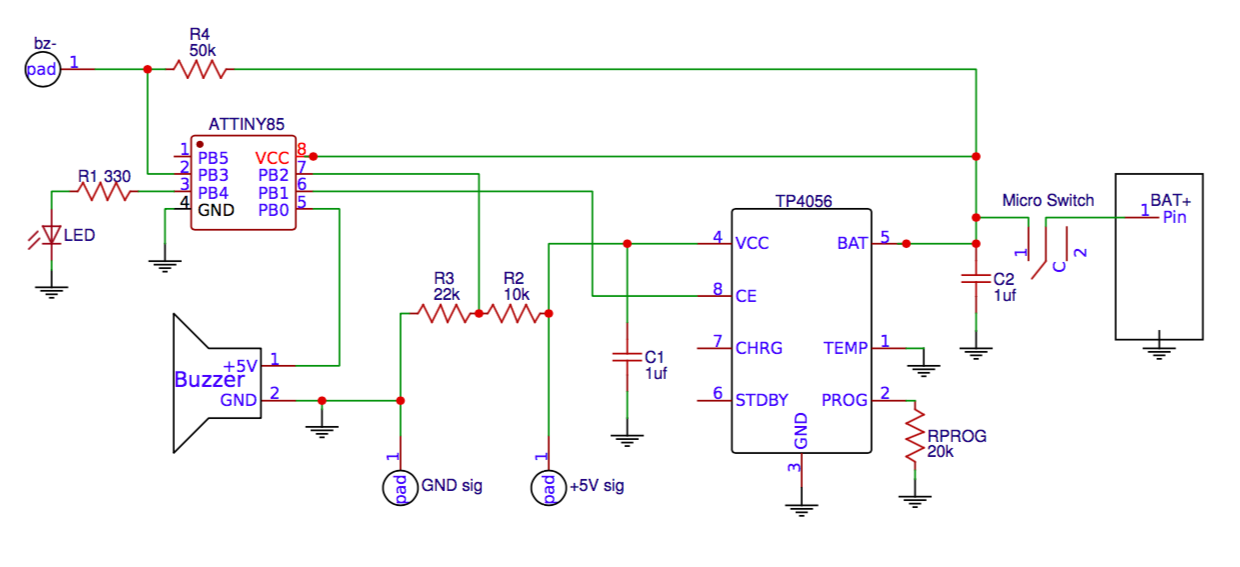 bz-
pad
1
R4
50k
ATTINY85
1
PB5
VCC
8
2
PB3
PB2
7
3
PB4
PB1
6
4
GND
PB0
5
R1 330
LED
Buzzer
+5V
1
GND
2
R3
22k
R2
10k
1
pad
GND sig
1
pad
+5V sig
C1
1uf
TP4056
4
VCC
BAT
5
8
CE
7
CHRG
TEMP
1
6
STDBY
PROG
2
GND
3
RPROG
20k
C2
1uf
Micro Switch
1
C
2
1
BAT+
Pin